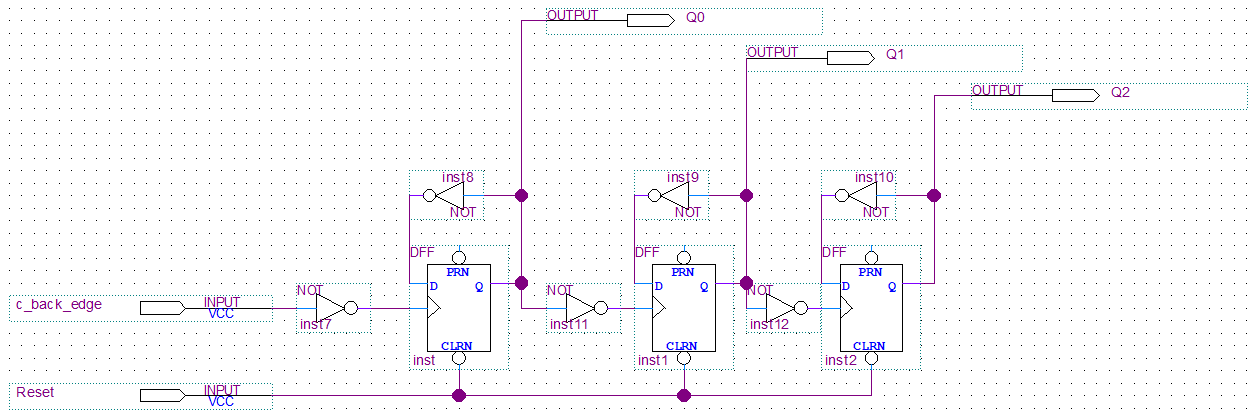 OUTPUT Q0
OUTPUT Q1
OUTPUT Q2
inst8 inst9 inst10
NOT NOT NOT
DFF DFF DFF
PRN PRN PRN
D Q D Q D Q
NOT NOT NOT
c_back_edge INPUT
VCC
inst7 inst11 inst12
CLRN CLRN CLRN
inst inst1 inst2
Reset INPUT
VCC